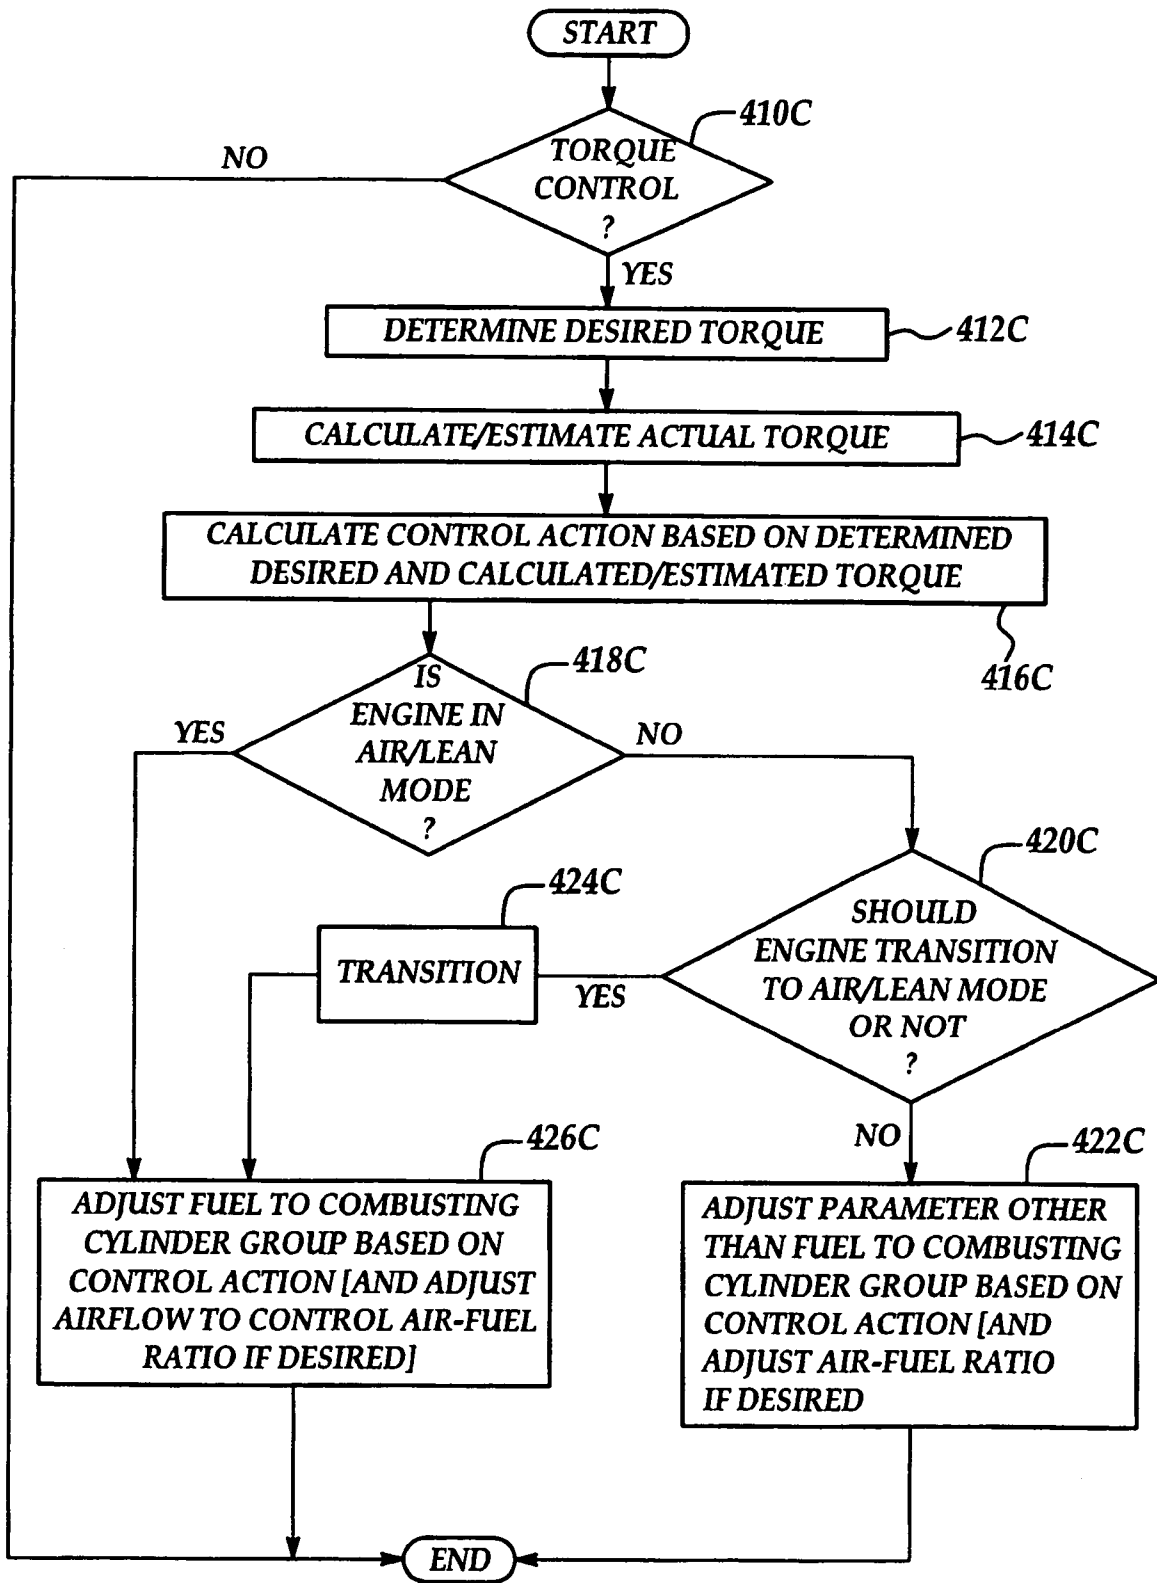 START
410C
TORQUE
CONTROL
?
NO
YES
DETERMINE DESIRED TORQUE
412C
CALCULATE/ESTIMATE ACTUAL TORQUE
414C
CALCULATE CONTROL ACTION BASED ON DETERMINED
DESIRED AND CALCULATED/ESTIMATED TORQUE
416C
418C
IS
ENGINE IN
AIR/LEAN
MODE
?
YES
NO
420C
SHOULD
ENGINE TRANSITION
TO AIR/LEAN MODE
OR NOT
?
424C
TRANSITION
YES
NO
426C
ADJUST FUEL TO COMBUSTING
CYLINDER GROUP BASED ON
CONTROL ACTION [AND ADJUST
AIRFLOW TO CONTROL AIR-FUEL
RATIO IF DESIRED]
422C
ADJUST PARAMETER OTHER
THAN FUEL TO COMBUSTING
CYLINDER GROUP BASED ON
CONTROL ACTION [AND
ADJUST AIR-FUEL RATIO
IF DESIRED
END